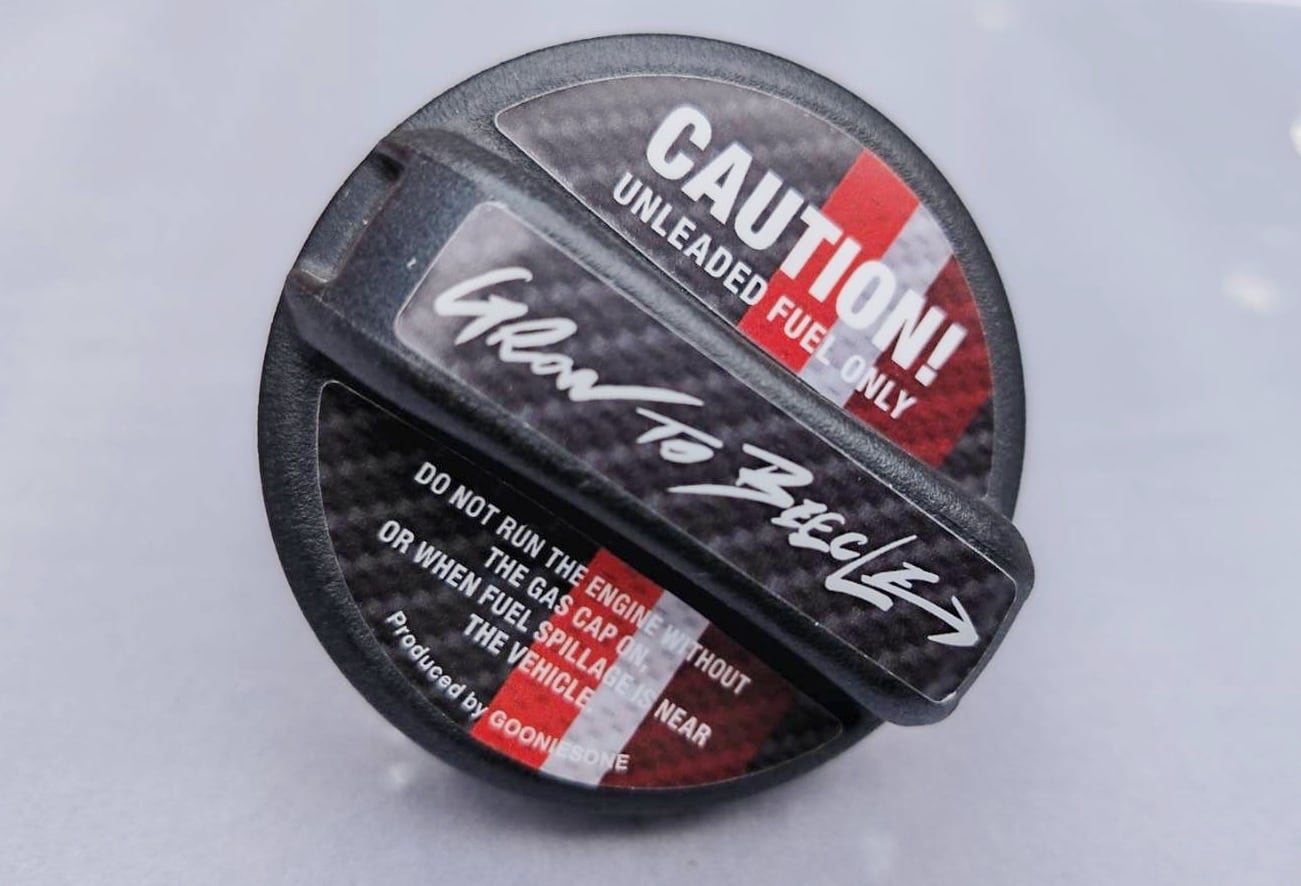 CAUTION!
UNLEADED FUEL ONLY
GROW TO BEECLE
DO NOT RUN THE ENGINE WITHOUT
THE GAS CAP ON,
OR WHEN FUEL SPILLAGE IS NEAR
THE VEHICLE
Produced by GOONIESONE